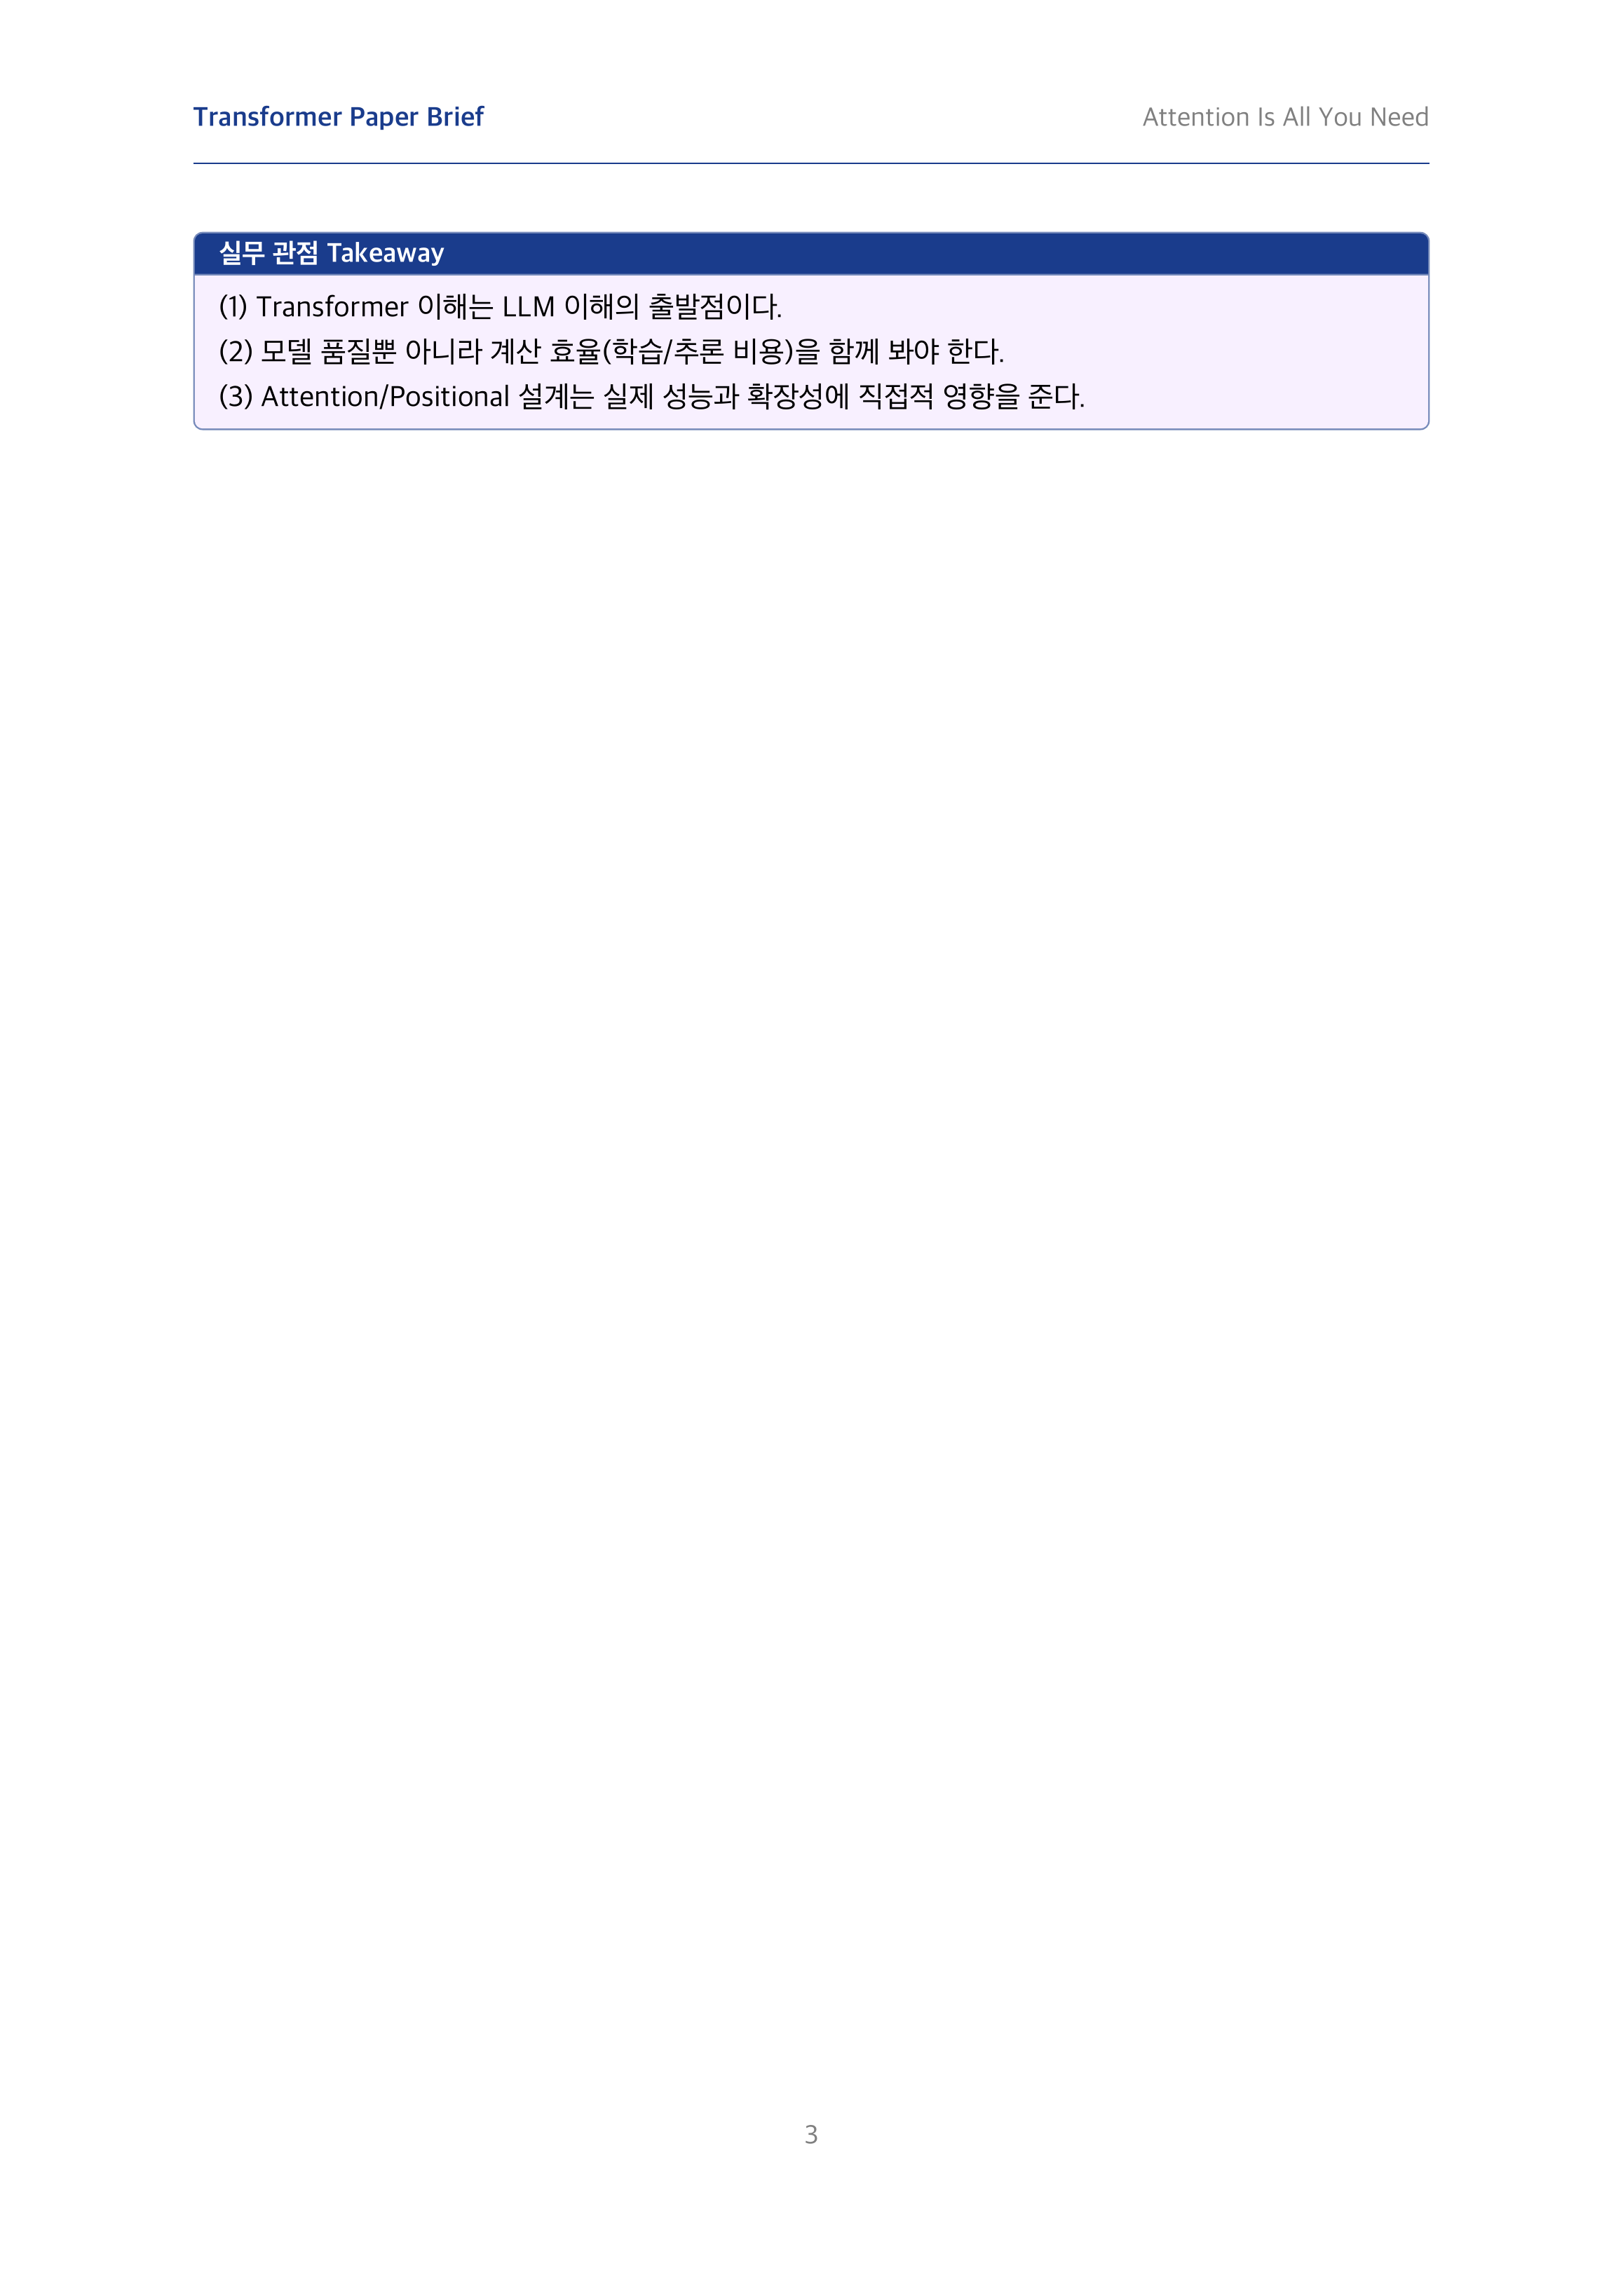 Transformer Paper Brief
Attention Is All You Need
실무 관점 Takeaway
(1) Transformer 이해는 LLM 이해의 출발점이다.
(2) 모델 품질뿐 아니라 계산 효율(학습/추론 비용)을 함께 봐야 한다.
(3) Attention/Positional 설계는 실제 성능과 확장성에 직접적 영향을 준다.
3